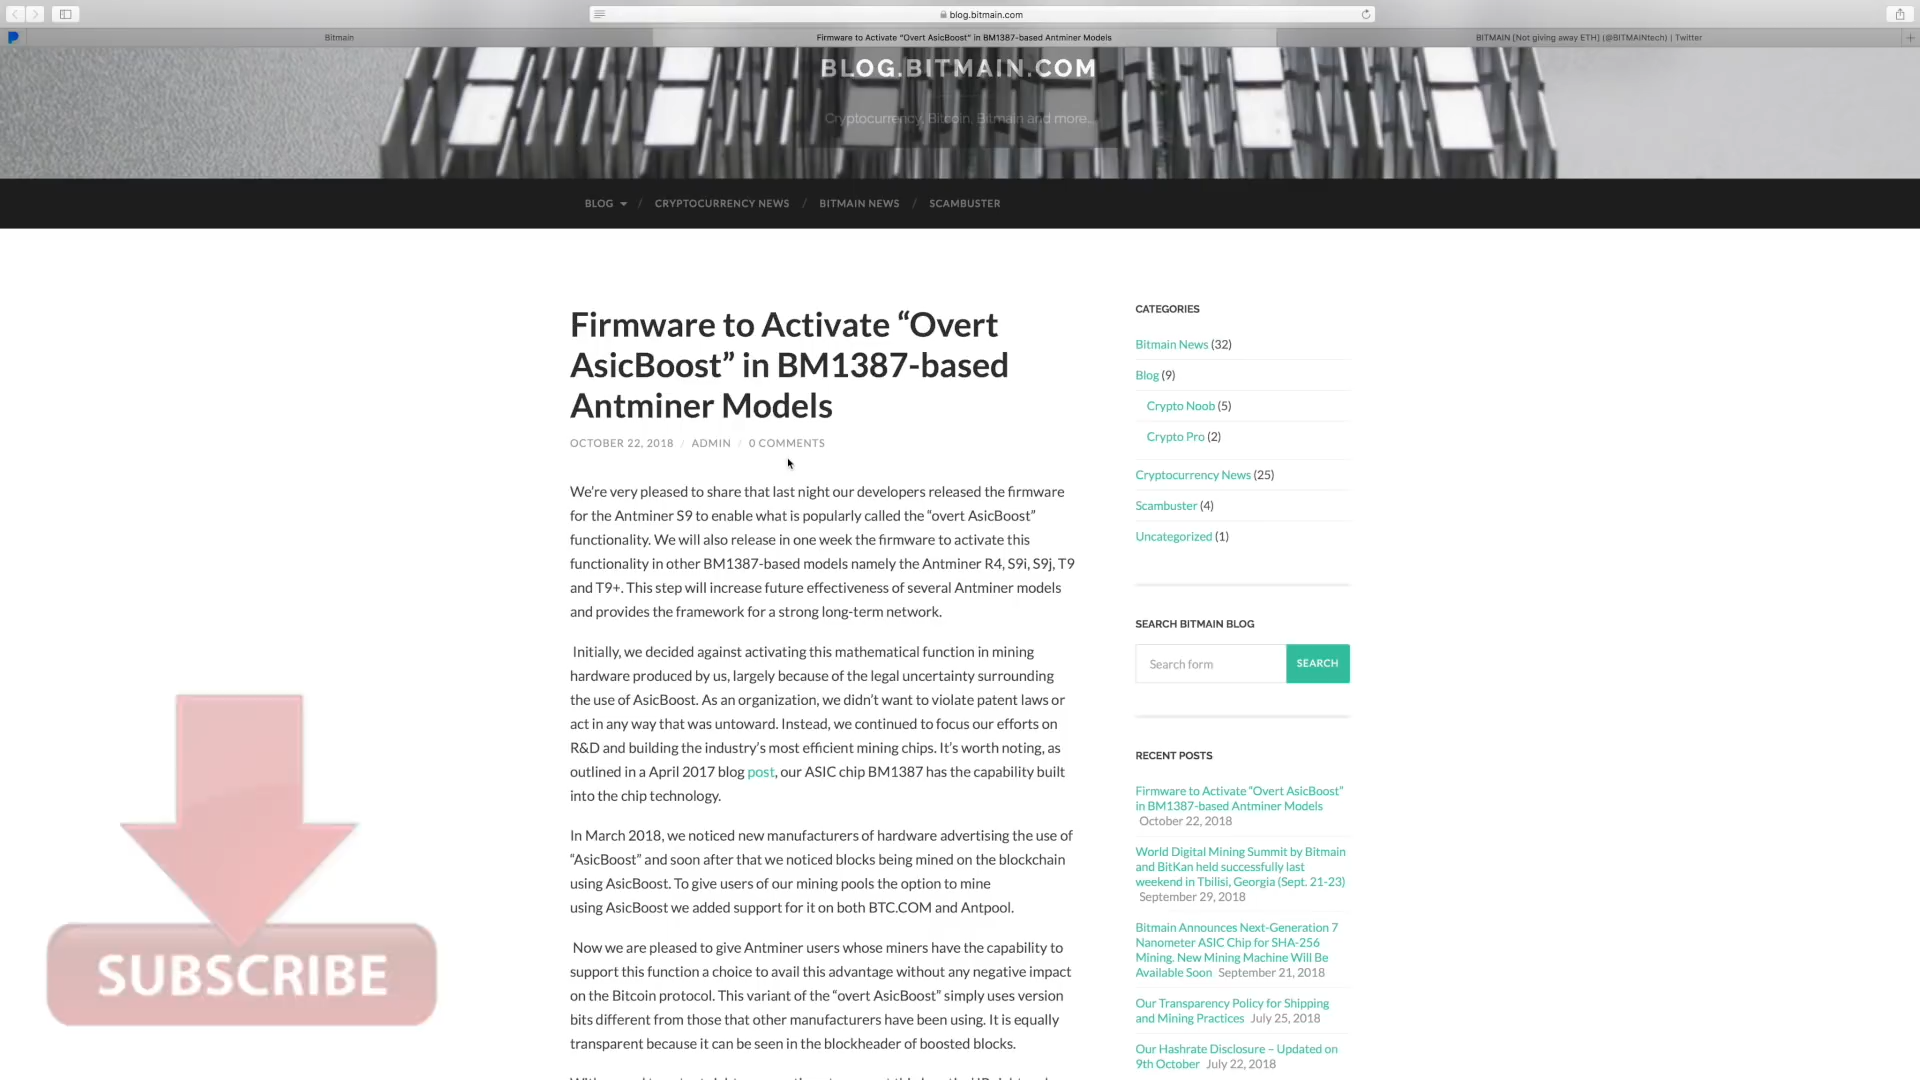 blog.bitmain.com
Bitmain
Firmware to Activate “Overt AsicBoost” in BM1387-based Antminer Models
BITMAIN [Not giving away ETH] (@BITMAINtech) | Twitter
BLOG.BITMAIN.COM
Cryptocurrency, Bitcoin, Bitmain and more...
BLOG / CRYPTOCURRENCY NEWS / BITMAIN NEWS / SCAMBUSTER
Firmware to Activate “Overt
AsicBoost” in BM1387-based
Antminer Models
OCTOBER 22, 2018 / ADMIN / 0 COMMENTS
We’re very pleased to share that last night our developers released the firmware
for the Antminer S9 to enable what is popularly called the “overt AsicBoost”
functionality. We will also release in one week the firmware to activate this
functionality in other BM1387-based models namely the Antminer R4, S9i, S9j, T9
and T9+. This step will increase future effectiveness of several Antminer models
and provides the framework for a strong long-term network.
Initially, we decided against activating this mathematical function in mining
hardware produced by us, largely because of the legal uncertainty surrounding
the use of AsicBoost. As an organization, we didn’t want to violate patent laws or
act in any way that was untoward. Instead, we continued to focus our efforts on
R&D and building the industry’s most efficient mining chips. It’s worth noting, as
outlined in a April 2017 blog post, our ASIC chip BM1387 has the capability built
into the chip technology.
In March 2018, we noticed new manufacturers of hardware advertising the use of
“AsicBoost” and soon after that we noticed blocks being mined on the blockchain
using AsicBoost. To give users of our mining pools the option to mine
using AsicBoost we added support for it on both BTC.COM and Antpool.
Now we are pleased to give Antminer users whose miners have the capability to
support this function a choice to avail this advantage without any negative impact
on the Bitcoin protocol. This variant of the “overt AsicBoost” simply uses version
bits different from those that other manufacturers have been using. It is equally
transparent because it can be seen in the blockheader of boosted blocks.
CATEGORIES
Bitmain News (32)
Blog (9)
Crypto Noob (5)
Crypto Pro (2)
Cryptocurrency News (25)
Scambuster (4)
Uncategorized (1)
SEARCH BITMAIN BLOG
Search form
SEARCH
RECENT POSTS
Firmware to Activate “Overt AsicBoost”
in BM1387-based Antminer Models
October 22, 2018
World Digital Mining Summit by Bitmain
and BitKan held successfully last
weekend in Tbilisi, Georgia (Sept. 21-23)
September 29, 2018
Bitmain Announces Next-Generation 7
Nanometer ASIC Chip for SHA-256
Mining. New Mining Machine Will Be
Available Soon September 21, 2018
Our Transparency Policy for Shipping
and Mining Practices July 25, 2018
Our Hashrate Disclosure – Updated on
9th October July 22, 2018
SUBSCRIBE